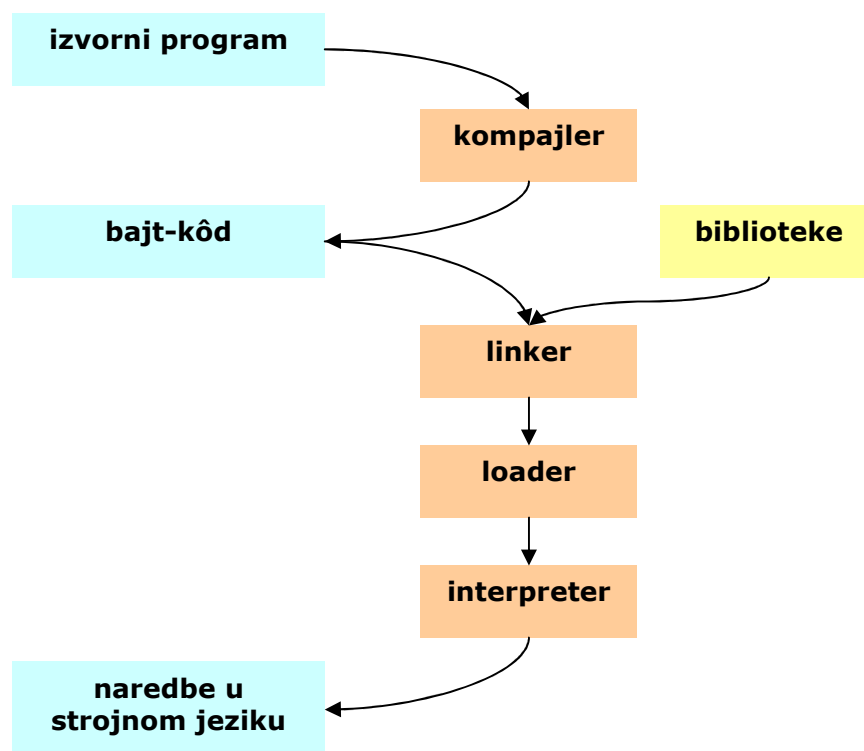 izvorni program
kompajler
bajt-kôd
biblioteke
linker
loader
interpreter
naredbe u
strojnom jeziku